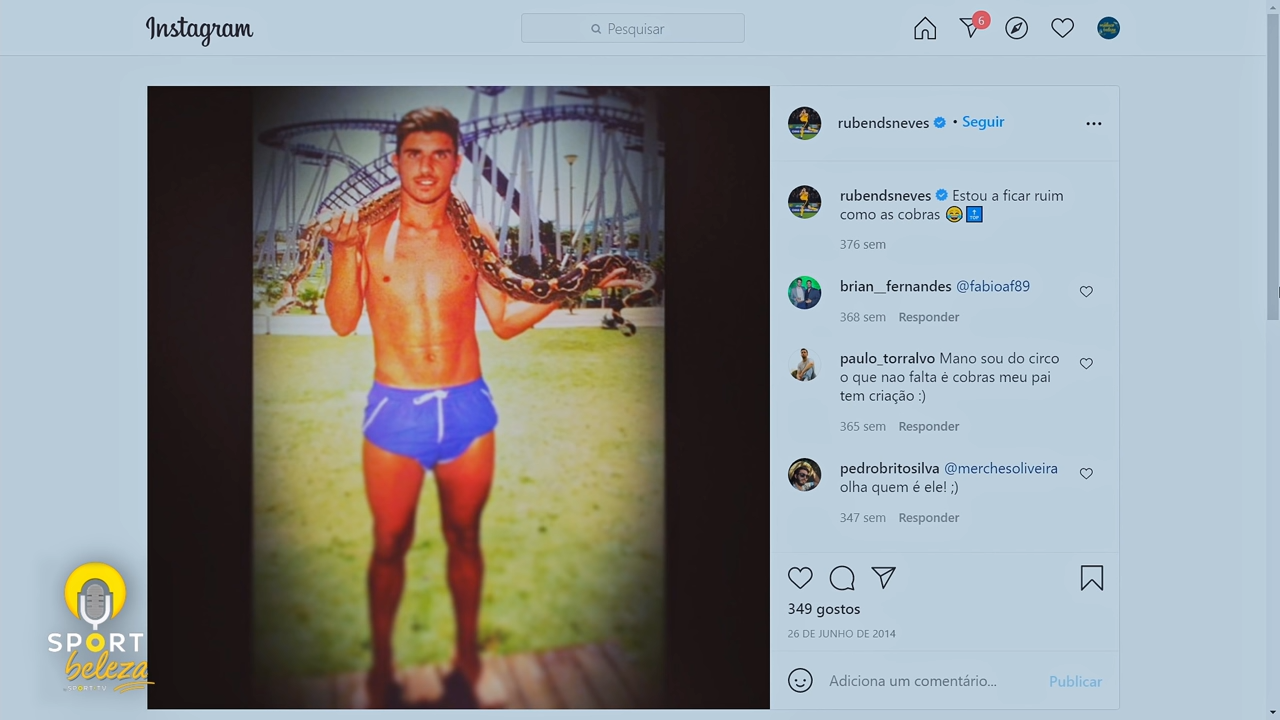 Instagram
Pesquisar
6
rubendsneves • Seguir
rubendsneves Estou a ficar ruim
como as cobras 😂🔝
376 sem
brian__fernandes @fabioaf89
368 sem Responder
paulo_torralvo Mano sou do circo
o que nao falta ė cobras meu pai
tem criação :)
365 sem Responder
pedrobritosilva @merchesoliveira
olha quem é ele! ;)
347 sem Responder
349 gostos
26 DE JUNHO DE 2014
Adiciona um comentário...
Publicar
SPORT
beleza
SPORT TV